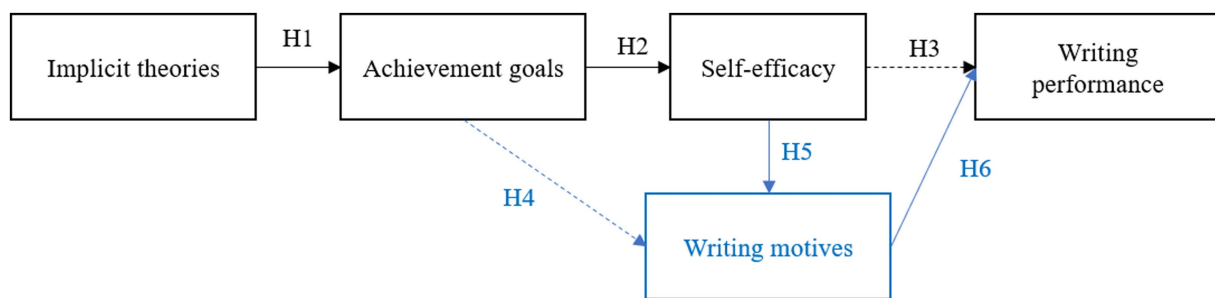 Implicit theories
H1
Achievement goals
H2
Self-efficacy
H3
Writing
performance
H4
H5
H6
Writing motives